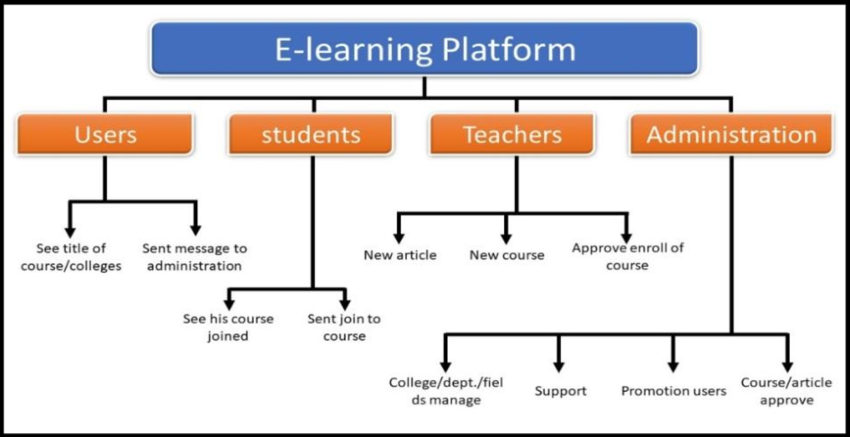 E-learning Platform
Users
students
Teachers
Administration
See title of
course/colleges
Sent message to
administration
New article
New course
Approve enroll of
course
See his course
joined
Sent join to
course
College/dept./fiel
ds manage
Support
Promotion users
Course/article
approve